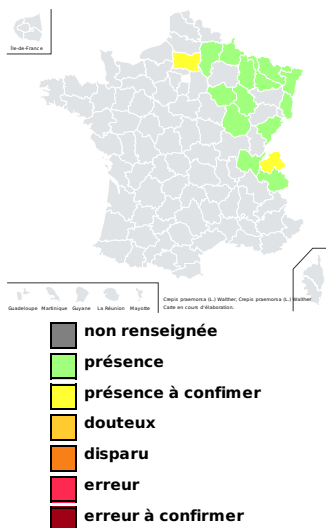 Île-de-France
Guadeloupe Martinique Guyane La Réunion Mayotte
Crepis praemorsa (L.) Walther, Crepis praemorsa (L.) Walther
Carte en cours d'élaboration.
non renseignée
présence
présence à confimer
douteux
disparu
erreur
erreur à confirmer